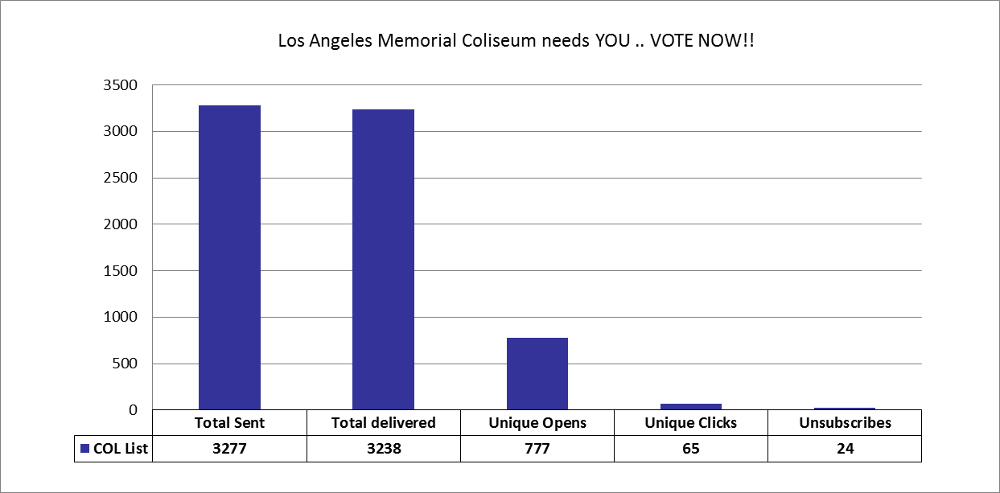 Los Angeles Memorial Coliseum needs YOU .. VOTE NOW!!
3500
3000
2500
2000
1500
1000
500
0
Total Sent Total delivered Unique Opens Unique Clicks Unsubscribes
COL List 3277 3238 777 65 24